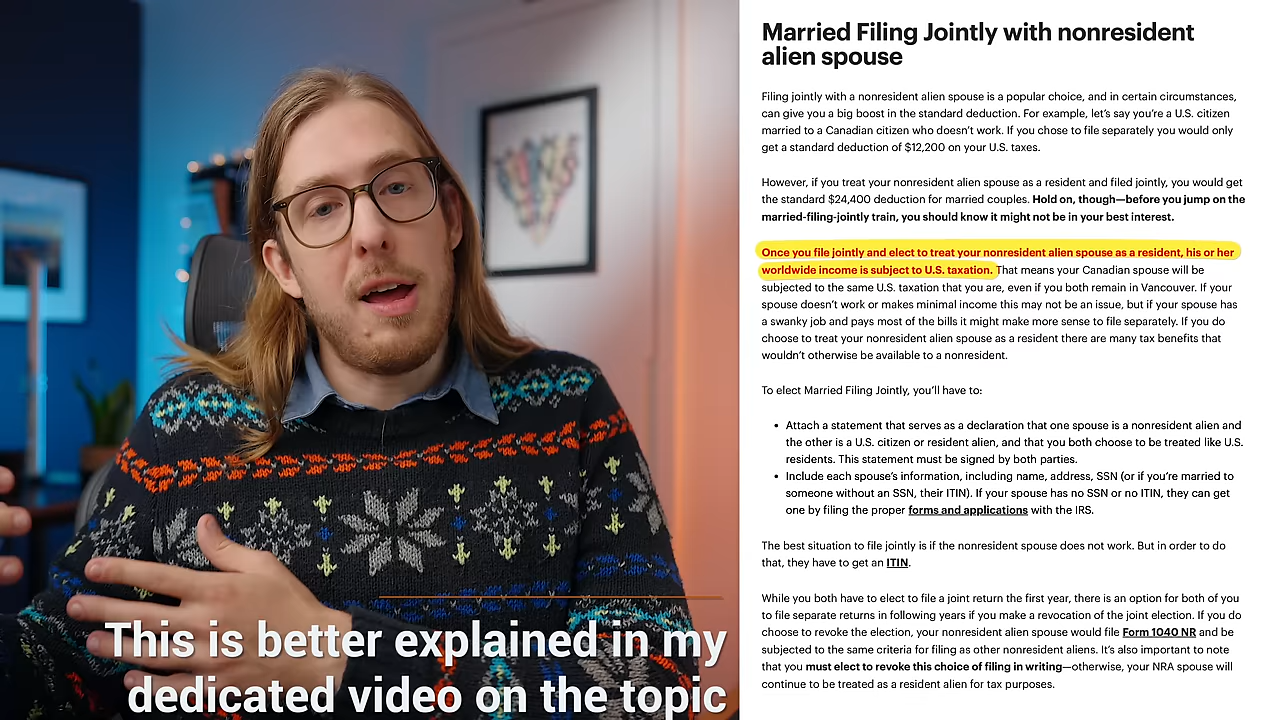 This is better explained in my
dedicated video on the topic
Married Filing Jointly with nonresident
alien spouse
Filing jointly with a nonresident alien spouse is a popular choice, and in certain circumstances,
can give you a big boost in the standard deduction. For example, let's say you're a U.S. citizen
married to a Canadian citizen who doesn't work. If you chose to file separately you would only
get a standard deduction of $12,200 on your U.S. taxes.
However, if you treat your nonresident alien spouse as a resident and filed jointly, you would get
the standard $24,400 deduction for married couples. Hold on, though—before you jump on the
married-filing-jointly train, you should know it might not be in your best interest.
Once you file jointly and elect to treat your nonresident alien spouse as a resident, his or her
worldwide income is subject to U.S. taxation. That means your Canadian spouse will be
subjected to the same U.S. taxation that you are, even if you both remain in Vancouver. If your
spouse doesn't work or makes minimal income this may not be an issue, but if your spouse has
a swanky job and pays most of the bills it might make more sense to file separately. If you do
choose to treat your nonresident alien spouse as a resident there are many tax benefits that
wouldn't otherwise be available to a nonresident.
To elect Married Filing Jointly, you'll have to:
• Attach a statement that serves as a declaration that one spouse is a nonresident alien and
the other is a U.S. citizen or resident alien, and that you both choose to be treated like U.S.
residents. This statement must be signed by both parties.
• Include each spouse's information, including name, address, SSN (or if you're married to
someone without an SSN, their ITIN). If your spouse has no SSN or no ITIN, they can get
one by filing the proper forms and applications with the IRS.
The best situation to file jointly is if the nonresident spouse does not work. But in order to do
that, they have to get an ITIN.
While you both have to elect to file a joint return the first year, there is an option for both of you
to file separate returns in following years if you make a revocation of the joint election. If you do
choose to revoke the election, your nonresident alien spouse would file Form 1040 NR and be
subjected to the same criteria for filing as other nonresident aliens. It's also important to note
that you must elect to revoke this choice of filing in writing—otherwise, your NRA spouse will
continue to be treated as a resident alien for tax purposes.